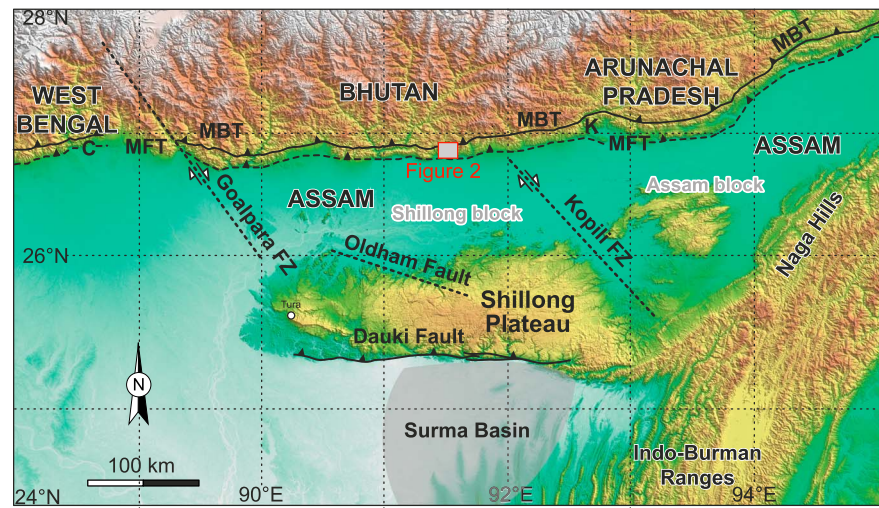 28°N
MBT
ARUNACHAL
PRADESH
WEST
BENGAL
BHUTAN
MBT
MBT
K
C
MFT
MFT
ASSAM
Figure 2
ASSAM
Assam block
Shillong block
Goalpara FZ
Kopili FZ
Naga Hills
26°N
Oldham Fault
Tura
Shillong
Plateau
Dauki Fault
N
Surma Basin
Indo-Burman
Ranges
100 km
24°N
90°E
92°E
94°E